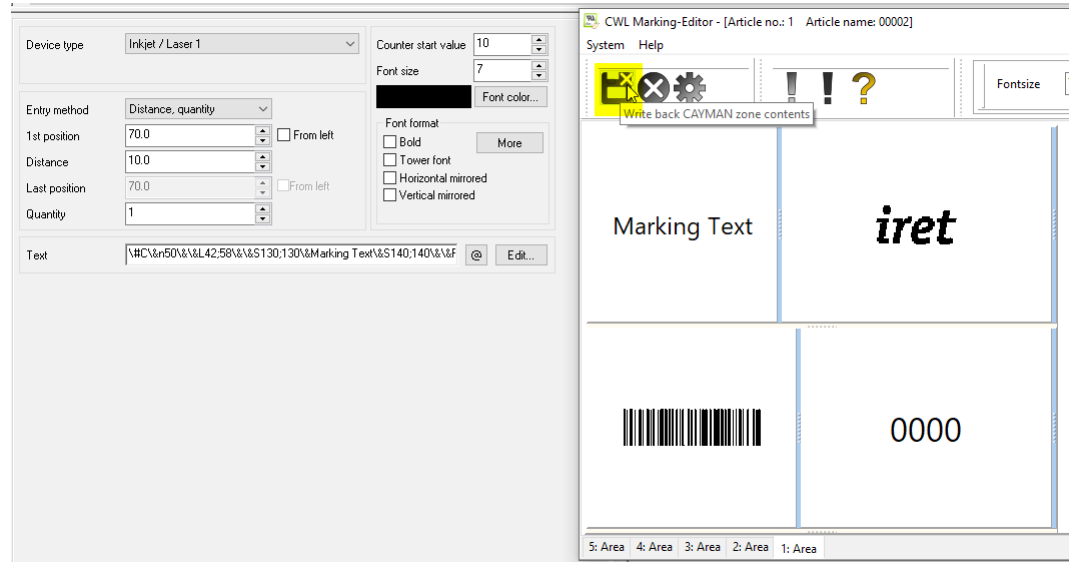 Device type
Inkjet / Laser 1
Counter start value
10
Font size
7
Font color...
Entry method
Distance, quantity
1st position
70.0
From left
Distance
10.0
Last position
70.0
From left
Quantity
1
Font format
Bold
More
Tower font
Horizontal mirrored
Vertical mirrored
Text
\#C\&n50\&\&L42;58\&\&S130;130\&Marking Text\&S140;140\&\&F
@
Edit...
CWL Marking-Editor - [Article no.: 1 Article name: 00002]
System Help
Fontsize
Write back CAYMAN zone contents
Marking Text
iret
0000
5: Area 4: Area 3: Area 2: Area 1: Area